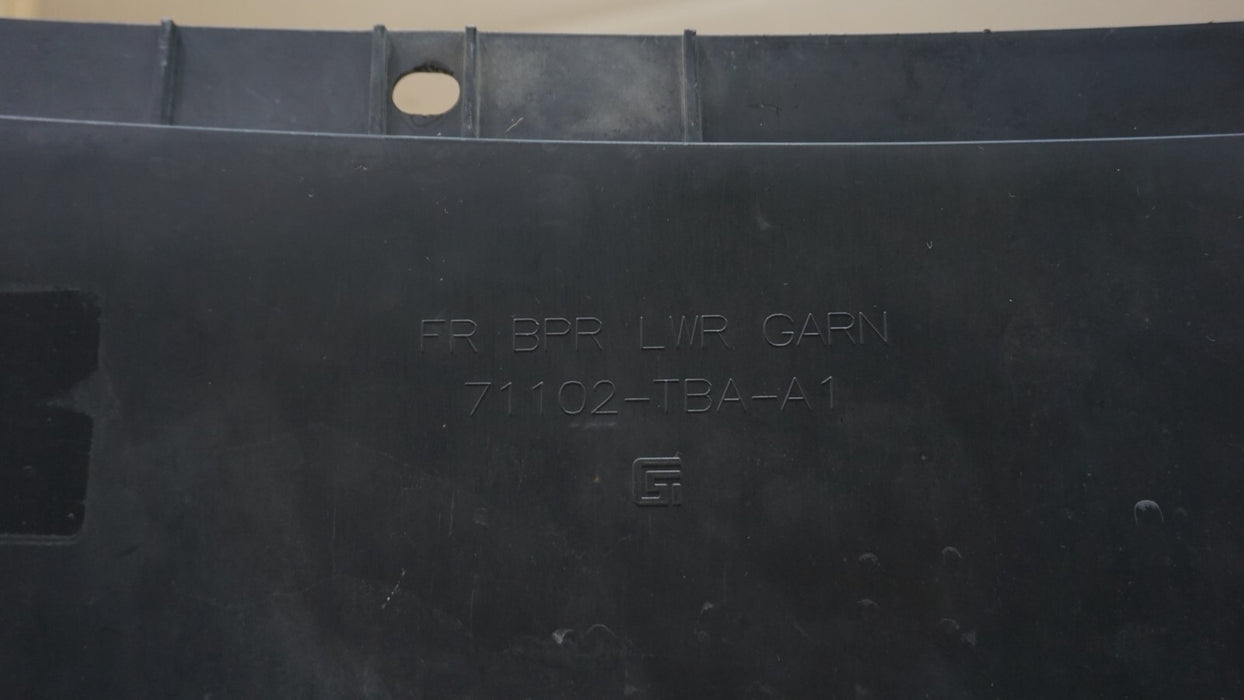 FR BPR LWR GARN
71102-TBA-A1